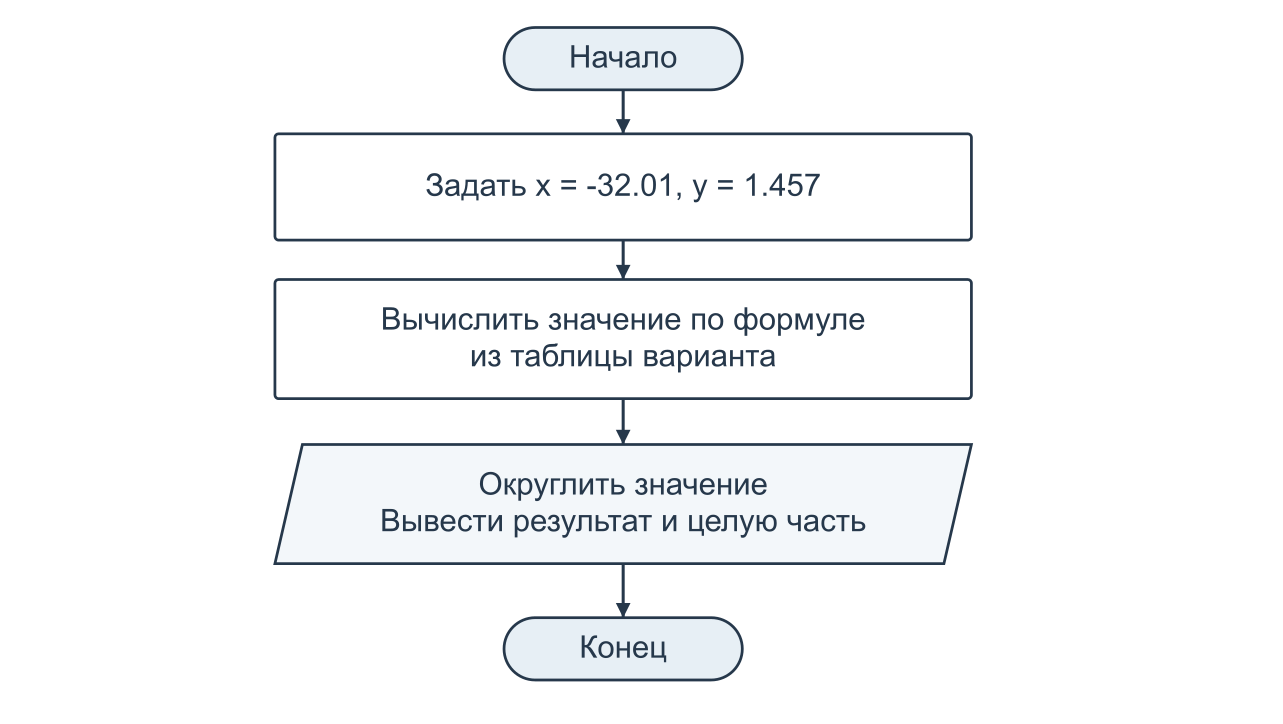 Начало
Задать x = -32.01, y = 1.457
Вычислить значение по формуле
из таблицы варианта
Округлить значение
Вывести результат и целую часть
Конец